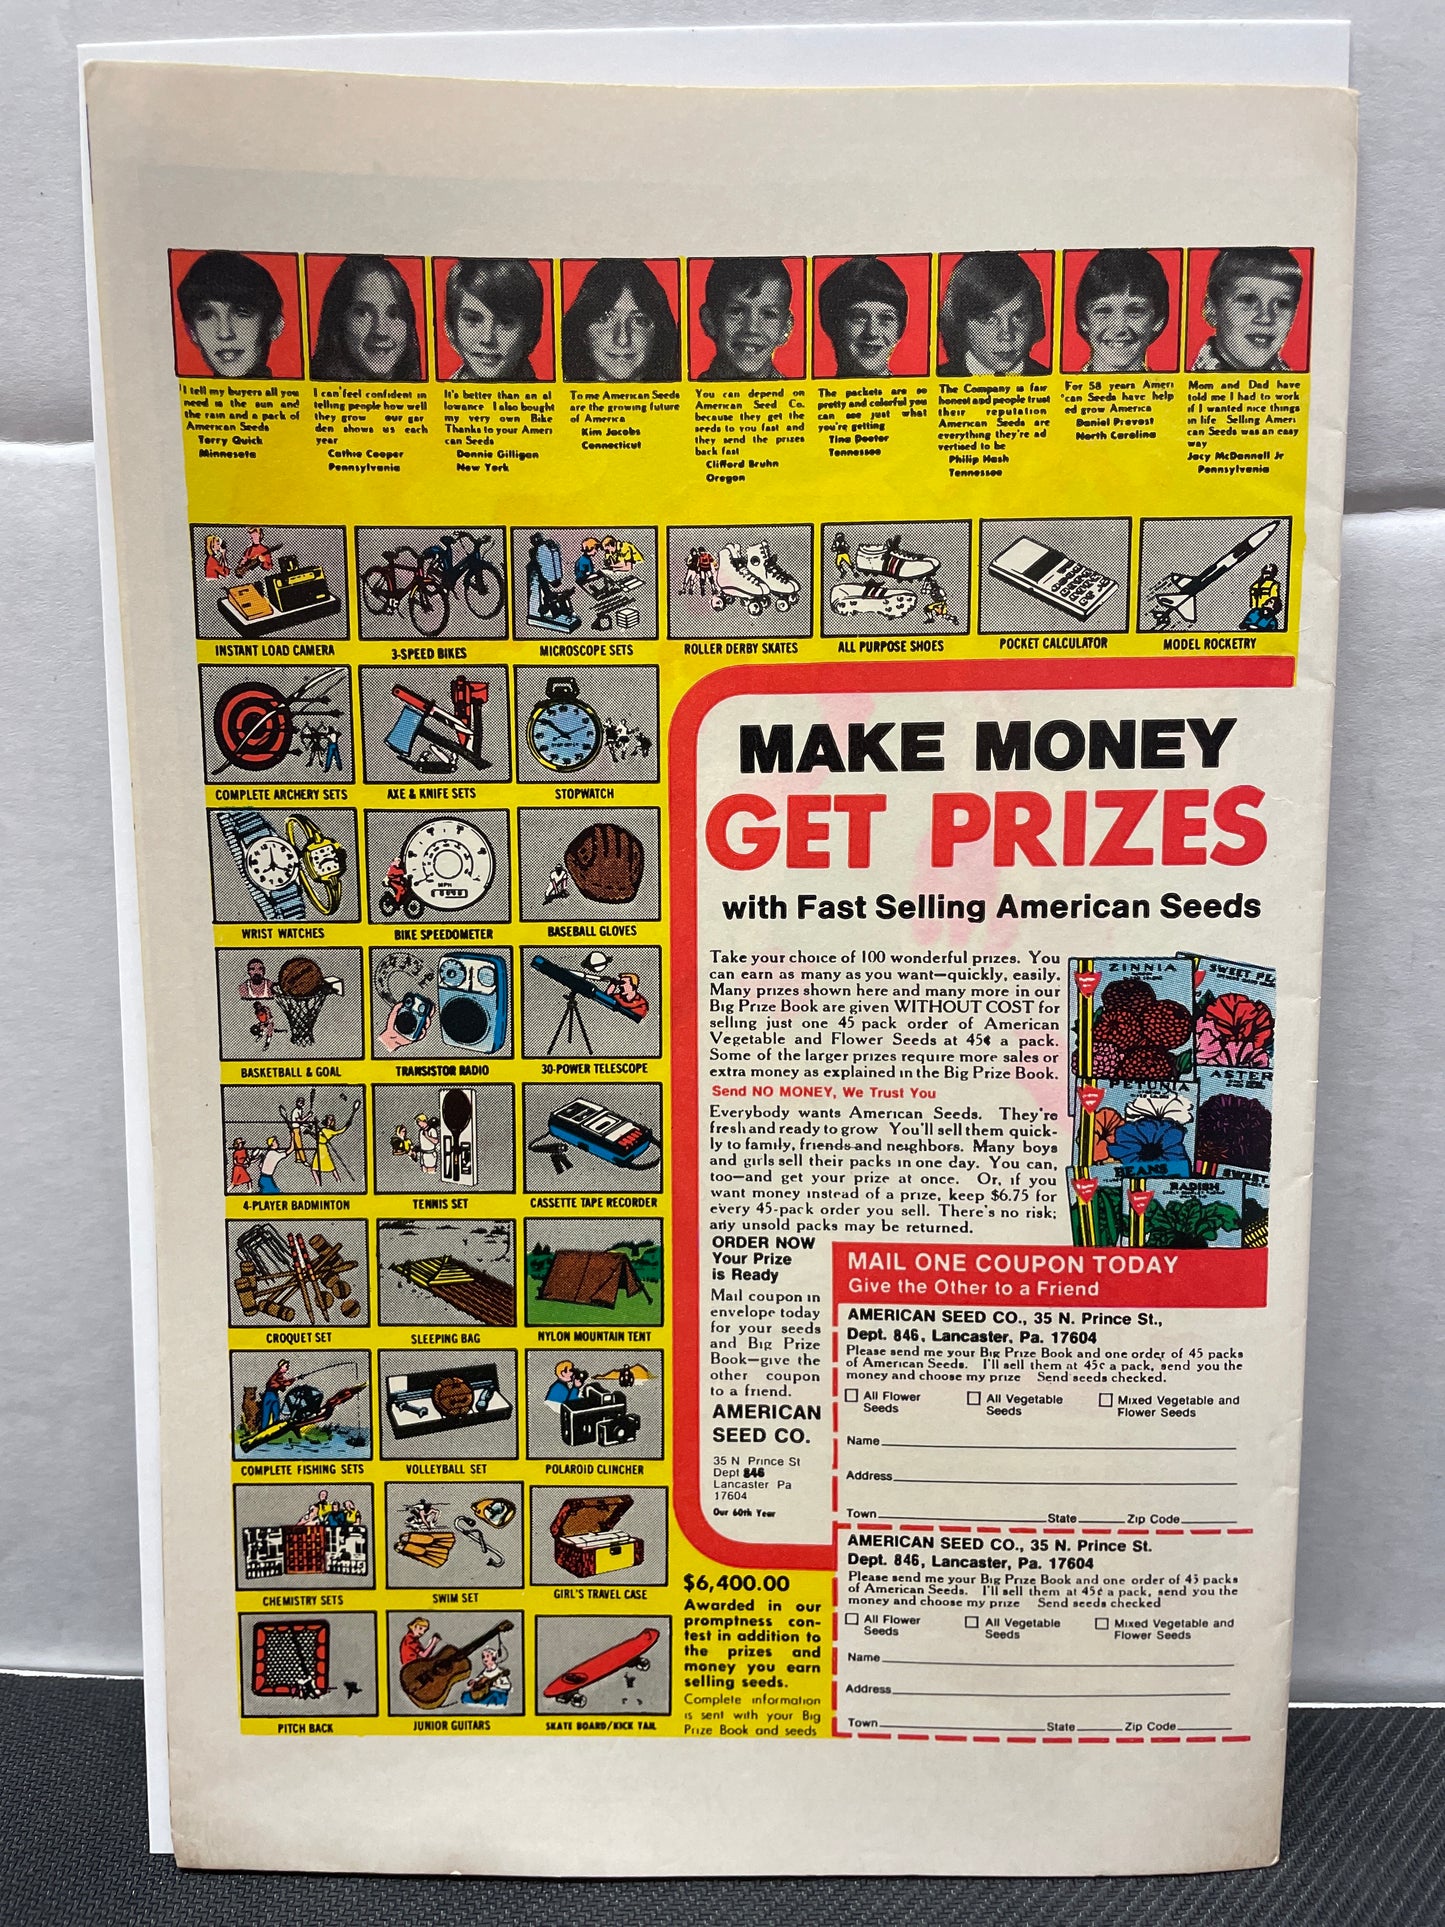 I tell my buyers all you
need is the sun and
the rain and a pack of
American Seeds
Terry Quick
Minnesota
I can feel confident in
telling people how well
they grow our gar
den shows us each
year
Cathie Cooper
Pennsylvania
It's better than an al
lowance I also bought
my very own Bike
Thanks to your Ameri
can Seeds
Donnie Gilligan
New York
To me American Seeds
are the growing future
of America
Kim Jacobs
Connecticut
You can depend on
American Seed Co.
because they get the
seeds to you fast and
they send the prizes
back fast
Clifford Bruhn
Oregon
The packets are so
pretty and colorful you
can see just what
you're getting
Tina Deeter
Tennessee
The Company is fair
honest and people trust
their reputation
American Seeds are
everything they're ad
vertised to be
Philip Hash
Tennessee
For 58 years Ameri
can Seeds have help
ed grow America
Daniel Prevost
North Carolina
Mom and Dad have
told me I had to work
if I wanted nice things
in life Selling Ameri
can Seeds was an easy
way
Jacy McDannell Jr
Pennsylvania
INSTANT LOAD CAMERA
3-SPEED BIKES
MICROSCOPE SETS
ROLLER DERBY SKATES
ALL PURPOSE SHOES
POCKET CALCULATOR
MODEL ROCKETRY
COMPLETE ARCHERY SETS
AXE & KNIFE SETS
STOPWATCH
WRIST WATCHES
MPH
BIKE SPEEDOMETER
BASEBALL GLOVES
BASKETBALL & GOAL
TRANSISTOR RADIO
30-POWER TELESCOPE
4-PLAYER BADMINTON
TENNIS SET
CASSETTE TAPE RECORDER
CROQUET SET
SLEEPING BAG
NYLON MOUNTAIN TENT
COMPLETE FISHING SETS
VOLLEYBALL SET
POLAROID CLINCHER
CHEMISTRY SETS
SWIM SET
GIRL'S TRAVEL CASE
PITCH BACK
JUNIOR GUITARS
SKATE BOARD/KICK TAIL
MAKE MONEY
GET PRIZES
with Fast Selling American Seeds
Take your choice of 100 wonderful prizes. You
can earn as many as you want—quickly, easily.
Many prizes shown here and many more in our
Big Prize Book are given WITHOUT COST for
selling just one 45 pack order of American
Vegetable and Flower Seeds at 45¢ a pack.
Some of the larger prizes require more sales or
extra money as explained in the Big Prize Book.
Send NO MONEY, We Trust You
Everybody wants American Seeds. They're
fresh and ready to grow You'll sell them quick-
ly to family, friends and neighbors. Many boys
and girls sell their packs in one day. You can,
too—and get your prize at once. Or, if you
want money instead of a prize, keep $6.75 for
every 45-pack order you sell. There's no risk;
any unsold packs may be returned.
ZINNIA
SWEET PE
ASTER
PETUNIA
BEANS
RADISH
SWEET
ORDER NOW
Your Prize
is Ready
Mail coupon in
envelope today
for your seeds
and Big Prize
Book—give the
other coupon
to a friend.
AMERICAN
SEED CO.
35 N Prince St
Dept 846
Lancaster Pa
17604
Our 60th Year
$6,400.00
Awarded in our
promptness con-
test in addition to
the prizes and
money you earn
selling seeds.
Complete information
is sent with your Big
Prize Book and seeds
MAIL ONE COUPON TODAY
Give the Other to a Friend
AMERICAN SEED CO., 35 N. Prince St.,
Dept. 846, Lancaster, Pa. 17604
Please send me your Big Prize Book and one order of 45 packs
of American Seeds. I'll sell them at 45c a pack, send you the
money and choose my prize Send seeds checked.
All Flower Seeds
All Vegetable Seeds
Mixed Vegetable and Flower Seeds
Name
Address
Town State Zip Code
AMERICAN SEED CO., 35 N. Prince St.
Dept. 846, Lancaster, Pa. 17604
Please send me your Big Prize Book and one order of 45 packs
of American Seeds. I'll sell them at 45¢ a pack, send you the
money and choose my prize Send seeds checked
All Flower Seeds
All Vegetable Seeds
Mixed Vegetable and Flower Seeds
Name
Address
Town State Zip Code